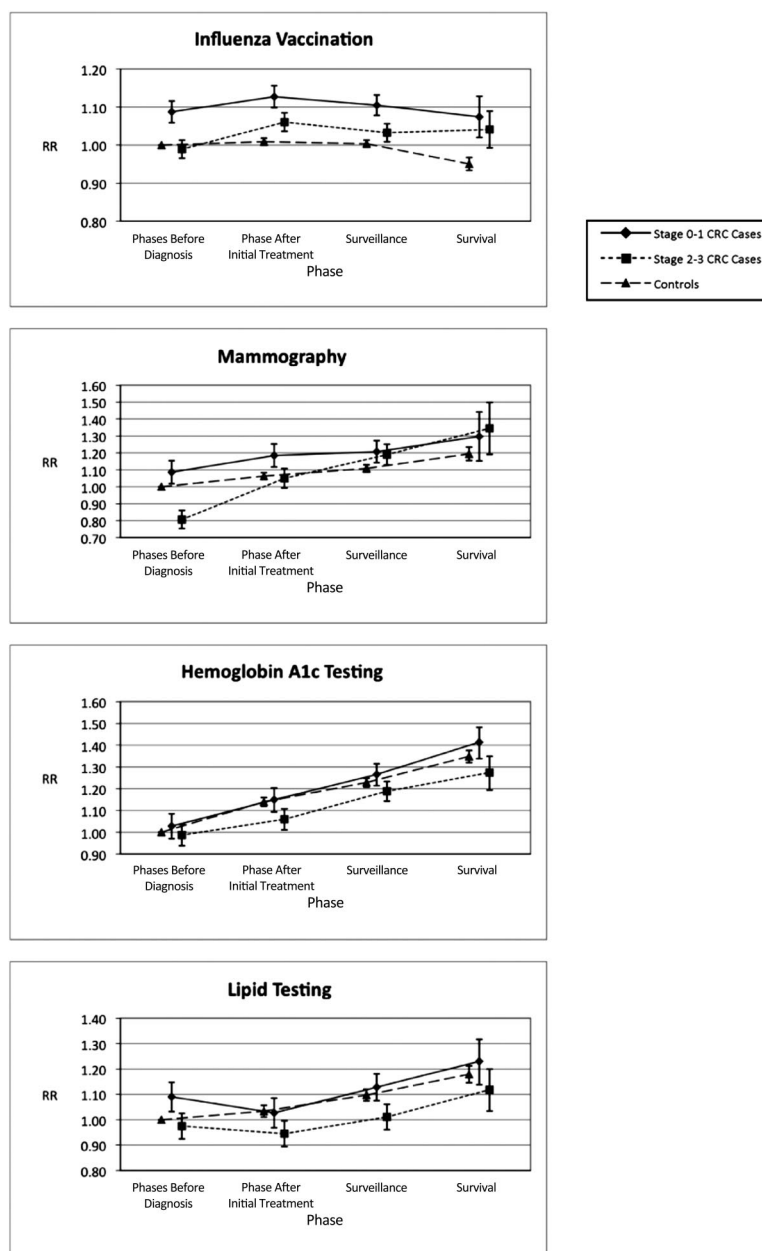 Influenza Vaccination
1.20
1.10
RR
1.00
0.90
0.80
Phases Before Phase After Surveillance Survival
Diagnosis Initial Treatment
Phase
Stage 0-1 CRC Cases
Stage 2-3 CRC Cases
Controls
Mammography
1.60
1.50
1.40
1.30
1.20
RR
1.10
1.00
0.90
0.80
0.70
Phases Before Phase After Surveillance Survival
Diagnosis Initial Treatment
Phase
Hemoglobin A1c Testing
1.60
1.50
1.40
1.30
RR
1.20
1.10
1.00
0.90
Phases Before Phase After Surveillance Survival
Diagnosis Initial Treatment
Phase
Lipid Testing
1.40
1.30
1.20
RR
1.10
1.00
0.90
0.80
Phases Before Phase After Surveillance Survival
Diagnosis Initial Treatment
Phase